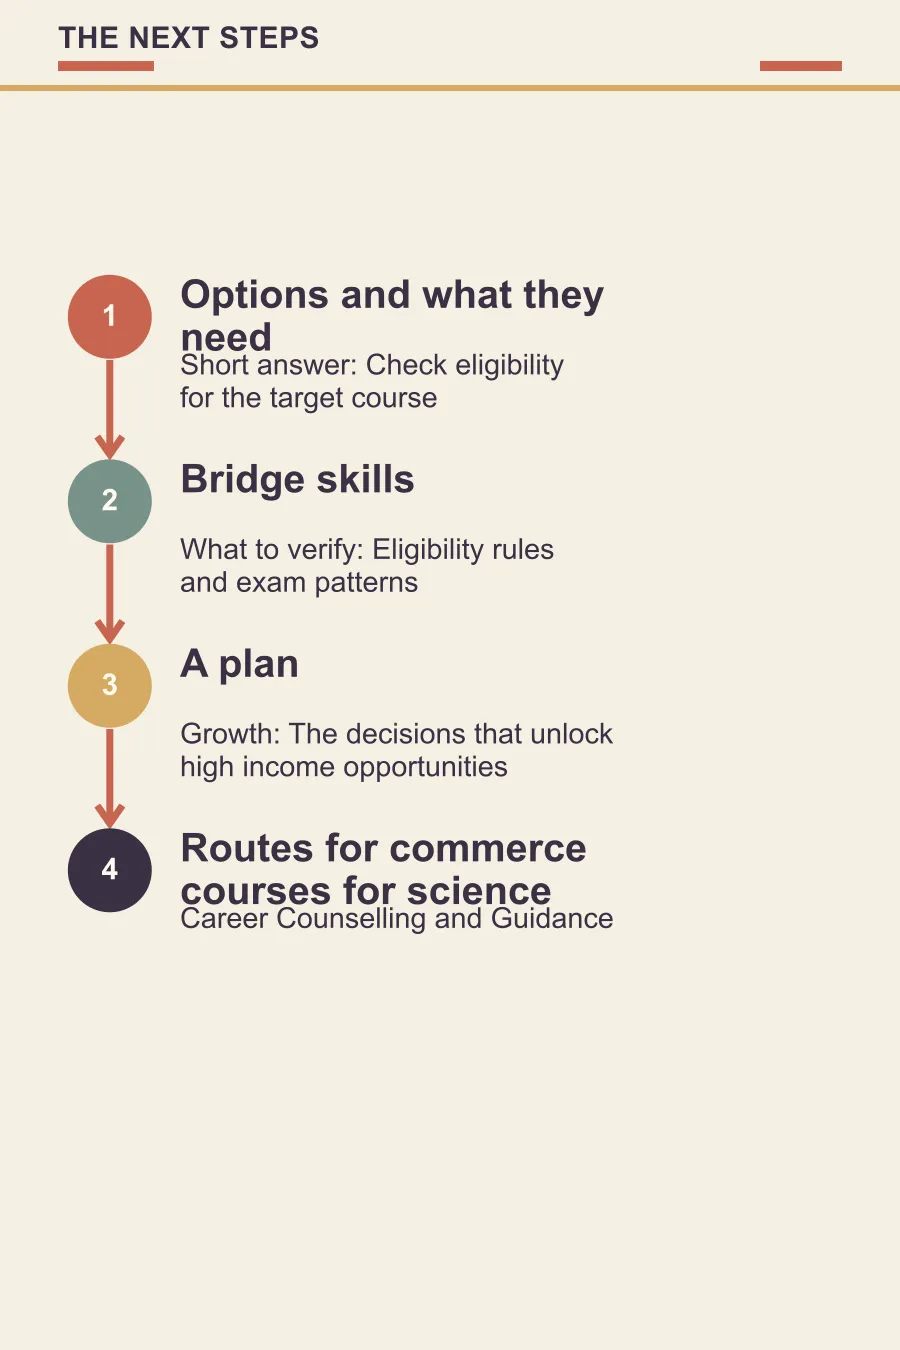 THE NEXT STEPS
1
Options and what they
need
Short answer: Check eligibility
for the target course
2
Bridge skills
What to verify: Eligibility rules
and exam patterns
3
A plan
Growth: The decisions that unlock
high income opportunities
4
Routes for commerce
courses for science
Career Counselling and Guidance